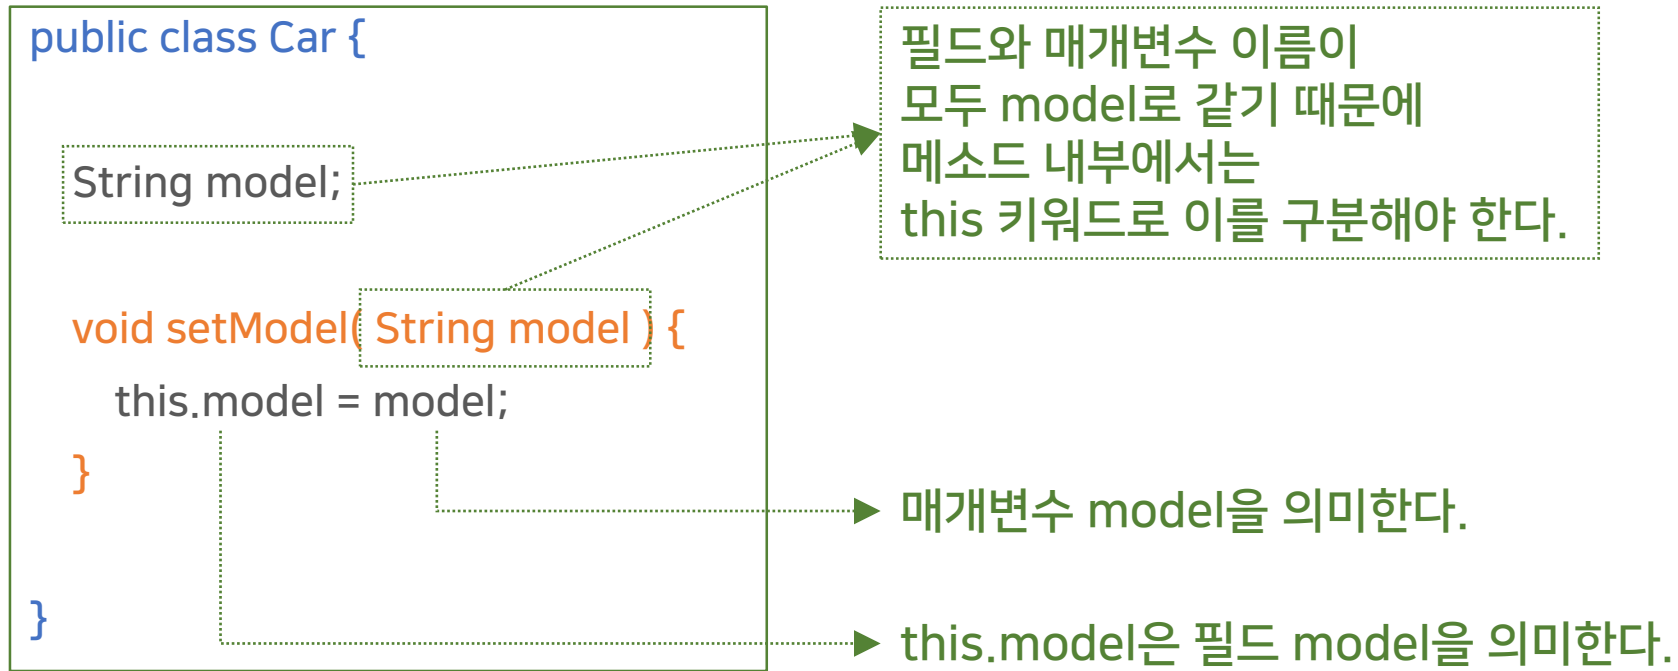 public class Car {
String model;
void setModel( String model ) {
this.model = model;
}
}
필드와 매개변수 이름이
모두 model로 같기 때문에
메소드 내부에서는
this 키워드로 이를 구분해야 한다.
매개변수 model을 의미한다.
this.model은 필드 model을 의미한다.